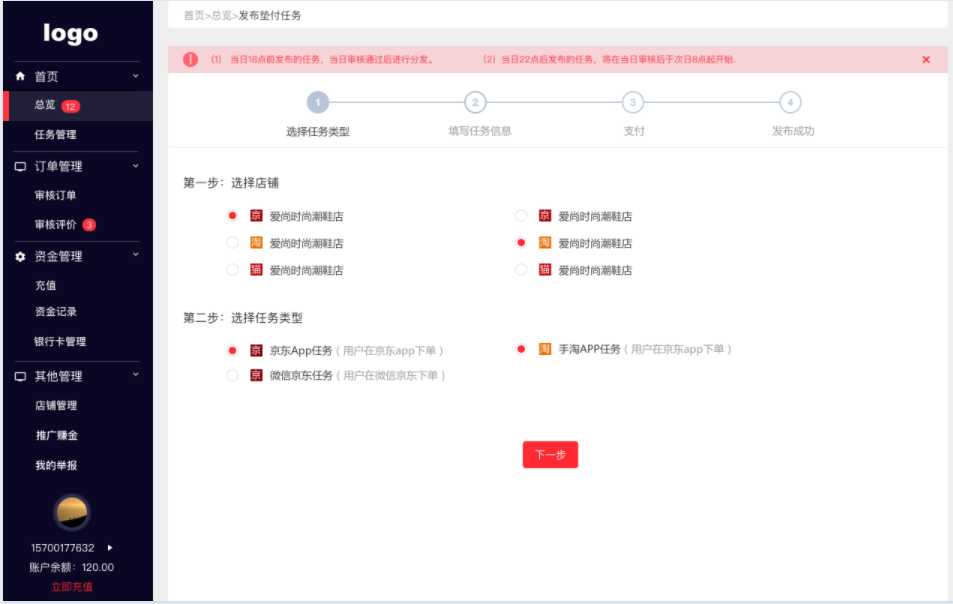 logo
首页
总览 12
任务管理
订单管理
审核订单
审核评价 3
资金管理
充值
资金记录
银行卡管理
其他管理
店铺管理
推广赚金
我的举报
15700177632
账户余额：120.00
立即充值
首页>总览>发布垫付任务
(1) 当日18点前发布的任务，当日审核通过后进行分发。 (2) 当日22点后发布的任务，将在当日审核后于次日8点起开始.
1 2 3 4
选择任务类型 填写任务信息 支付 发布成功
第一步：选择店铺
京 爱尚时尚潮鞋店 京 爱尚时尚潮鞋店
淘 爱尚时尚潮鞋店 淘 爱尚时尚潮鞋店
猫 爱尚时尚潮鞋店 猫 爱尚时尚潮鞋店
第二步：选择任务类型
京 京东App任务（用户在京东app下单） 淘 手淘APP任务（用户在京东app下单）
京 微信京东任务（用户在微信京东下单）
下一步